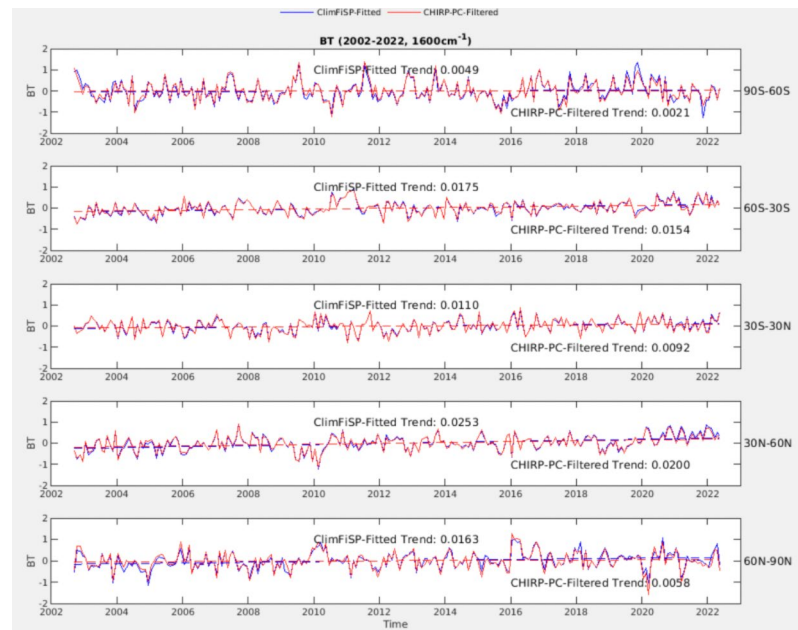 ClimFiSP-Fitted CHIRP-PC-Filtered
BT (2002-2022, 1600cm⁻¹)
2
1
0
-1
-2
BT
ClimFiSP-Fitted Trend: 0.0049
CHIRP-PC-Filtered Trend: 0.0021
90S-60S
2002 2004 2006 2008 2010 2012 2014 2016 2018 2020 2022
2
1
0
-1
-2
BT
ClimFiSP-Fitted Trend: 0.0175
CHIRP-PC-Filtered Trend: 0.0154
60S-30S
2002 2004 2006 2008 2010 2012 2014 2016 2018 2020 2022
2
1
0
-1
-2
BT
ClimFiSP-Fitted Trend: 0.0110
CHIRP-PC-Filtered Trend: 0.0092
30S-30N
2002 2004 2006 2008 2010 2012 2014 2016 2018 2020 2022
2
1
0
-1
-2
BT
ClimFiSP-Fitted Trend: 0.0253
CHIRP-PC-Filtered Trend: 0.0200
30N-60N
2002 2004 2006 2008 2010 2012 2014 2016 2018 2020 2022
2
1
0
-1
-2
BT
ClimFiSP-Fitted Trend: 0.0163
CHIRP-PC-Filtered Trend: 0.0058
60N-90N
2002 2004 2006 2008 2010 2012 2014 2016 2018 2020 2022
Time